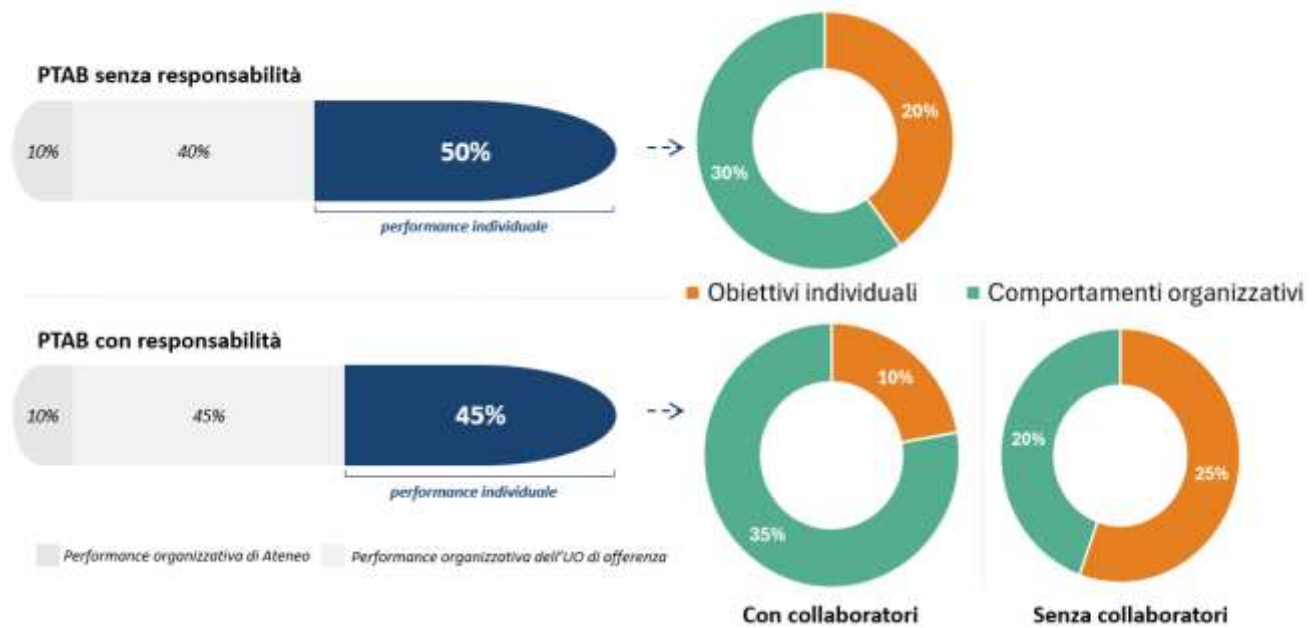 PTAB senza responsabilità
10%
40%
50%
performance individuale
20%
30%
Obiettivi individuali
Comportamenti organizzativi
PTAB con responsabilità
10%
45%
45%
performance individuale
10%
35%
20%
25%
Performance organizzativa di Ateneo
Performance organizzativa dell'UO di afferenza
Con collaboratori
Senza collaboratori